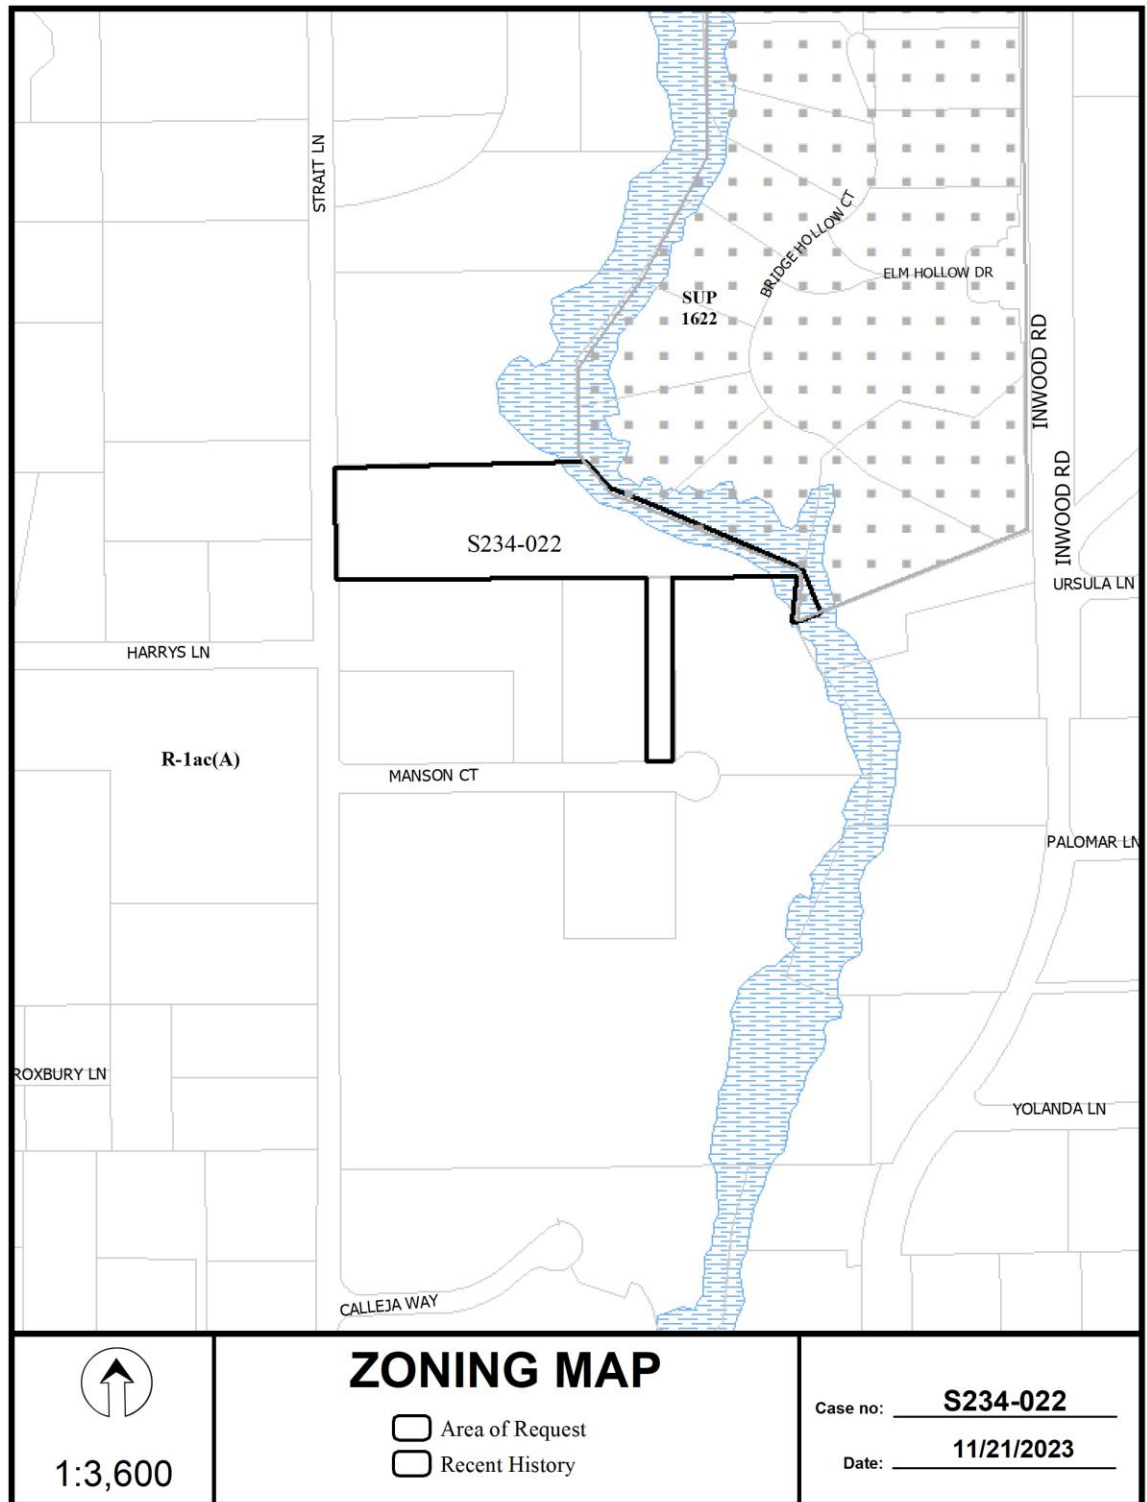 STRAIT LN
BRIDGE HOLLOW CT
ELM HOLLOW DR
SUP
1622
INWOOD RD
INWOOD RD
S234-022
URSULA LN
HARRYS LN
R-1ac(A)
MANSON CT
PALOMAR LN
ROXBURY LN
YOLANDA LN
CALLEJA WAY
1:3,600
ZONING MAP
Area of Request
Recent History
Case no: S234-022
Date: 11/21/2023